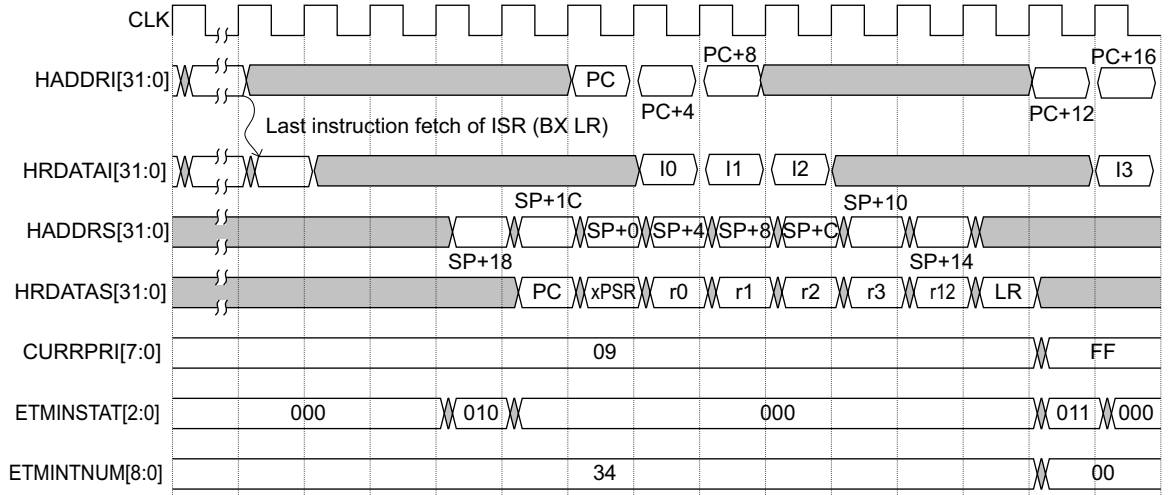 CLK
PC+8
PC+16
HADDRI[31:0]
PC
PC+4
PC+12
Last instruction fetch of ISR (BX LR)
HRDATAI[31:0]
I0
I1
I2
I3
SP+1C
SP+10
HADDRS[31:0]
SP+0
SP+4
SP+8
SP+C
SP+18
SP+14
HRDATAS[31:0]
PC
xPSR
r0
r1
r2
r3
r12
LR
CURRPRI[7:0]
09
FF
ETMINSTAT[2:0]
000
010
000
011
000
ETMINTNUM[8:0]
34
00